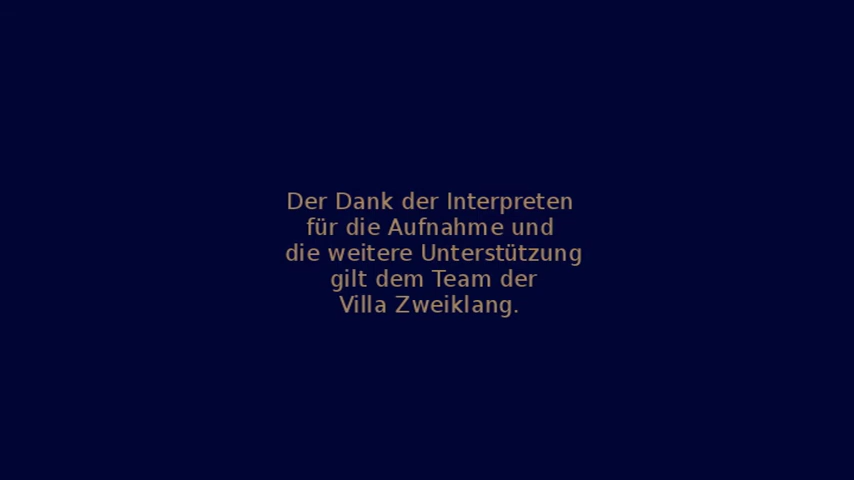 Der Dank der Interpreten
für die Aufnahme und
die weitere Unterstützung
gilt dem Team der
Villa Zweiklang.